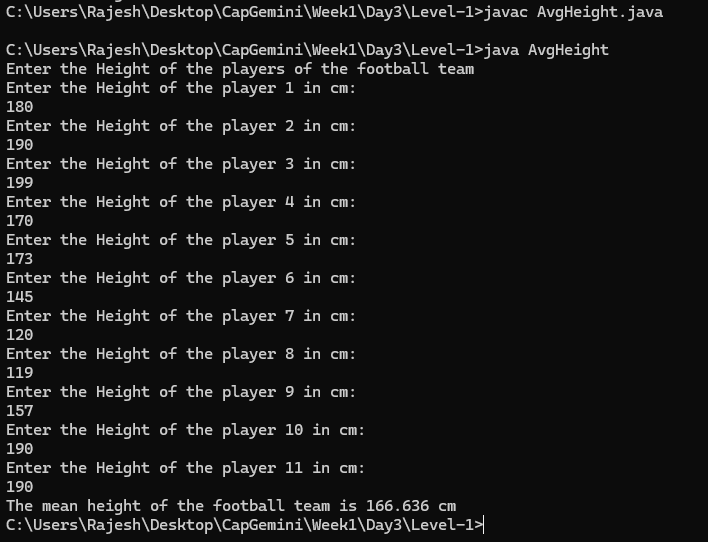 C:\Users\Rajesh\Desktop\CapGemini\Week1\Day3\Level-1>javac AvgHeight.java
C:\Users\Rajesh\Desktop\CapGemini\Week1\Day3\Level-1>java AvgHeight
Enter the Height of the players of the football team
Enter the Height of the player 1 in cm:
180
Enter the Height of the player 2 in cm:
190
Enter the Height of the player 3 in cm:
199
Enter the Height of the player 4 in cm:
170
Enter the Height of the player 5 in cm:
173
Enter the Height of the player 6 in cm:
145
Enter the Height of the player 7 in cm:
120
Enter the Height of the player 8 in cm:
119
Enter the Height of the player 9 in cm:
157
Enter the Height of the player 10 in cm:
190
Enter the Height of the player 11 in cm:
190
The mean height of the football team is 166.636 cm
C:\Users\Rajesh\Desktop\CapGemini\Week1\Day3\Level-1>